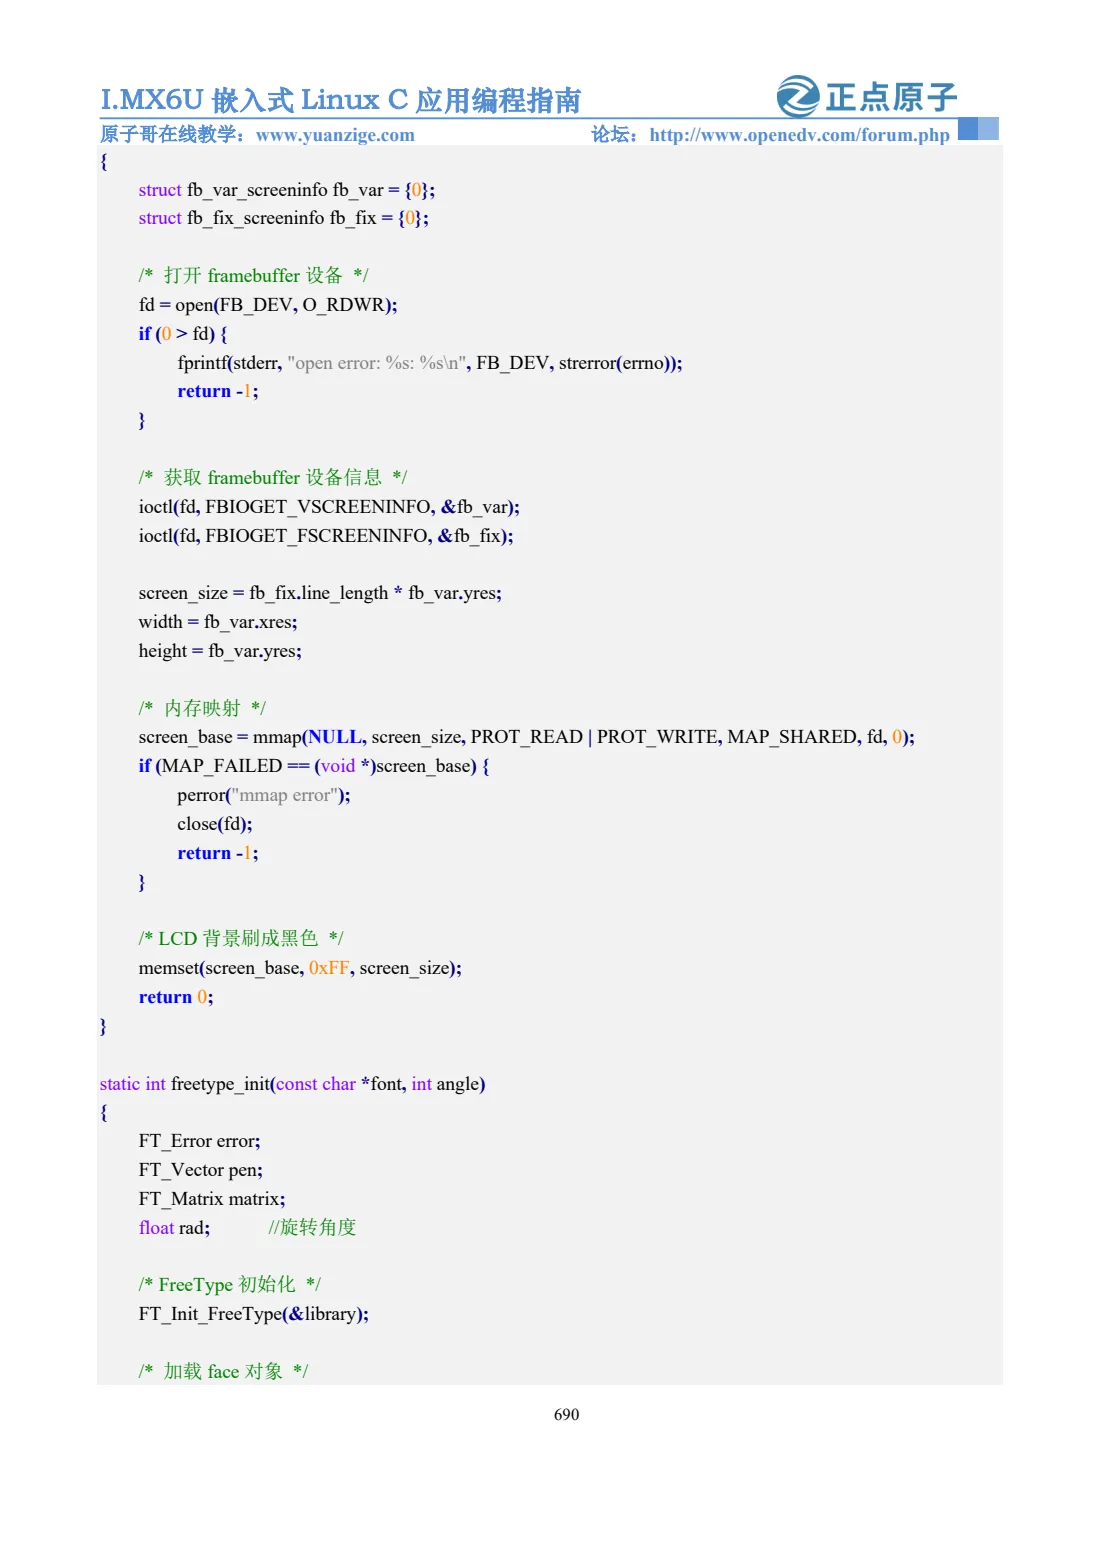 I.MX6U 嵌入式 Linux C 应用编程指南
正点原子
原子哥在线教学：www.yuanzige.com 论坛：http://www.openedv.com/forum.php
{
struct fb_var_screeninfo fb_var = {0};
struct fb_fix_screeninfo fb_fix = {0};
/* 打开 framebuffer 设备 */
fd = open(FB_DEV, O_RDWR);
if (0 > fd) {
fprintf(stderr, "open error: %s: %s\n", FB_DEV, strerror(errno));
return -1;
}
/* 获取 framebuffer 设备信息 */
ioctl(fd, FBIOGET_VSCREENINFO, &fb_var);
ioctl(fd, FBIOGET_FSCREENINFO, &fb_fix);
screen_size = fb_fix.line_length * fb_var.yres;
width = fb_var.xres;
height = fb_var.yres;
/* 内存映射 */
screen_base = mmap(NULL, screen_size, PROT_READ | PROT_WRITE, MAP_SHARED, fd, 0);
if (MAP_FAILED == (void *)screen_base) {
perror("mmap error");
close(fd);
return -1;
}
/* LCD 背景刷成黑色 */
memset(screen_base, 0xFF, screen_size);
return 0;
}
static int freetype_init(const char *font, int angle)
{
FT_Error error;
FT_Vector pen;
FT_Matrix matrix;
float rad; //旋转角度
/* FreeType 初始化 */
FT_Init_FreeType(&library);
/* 加载 face 对象 */
690